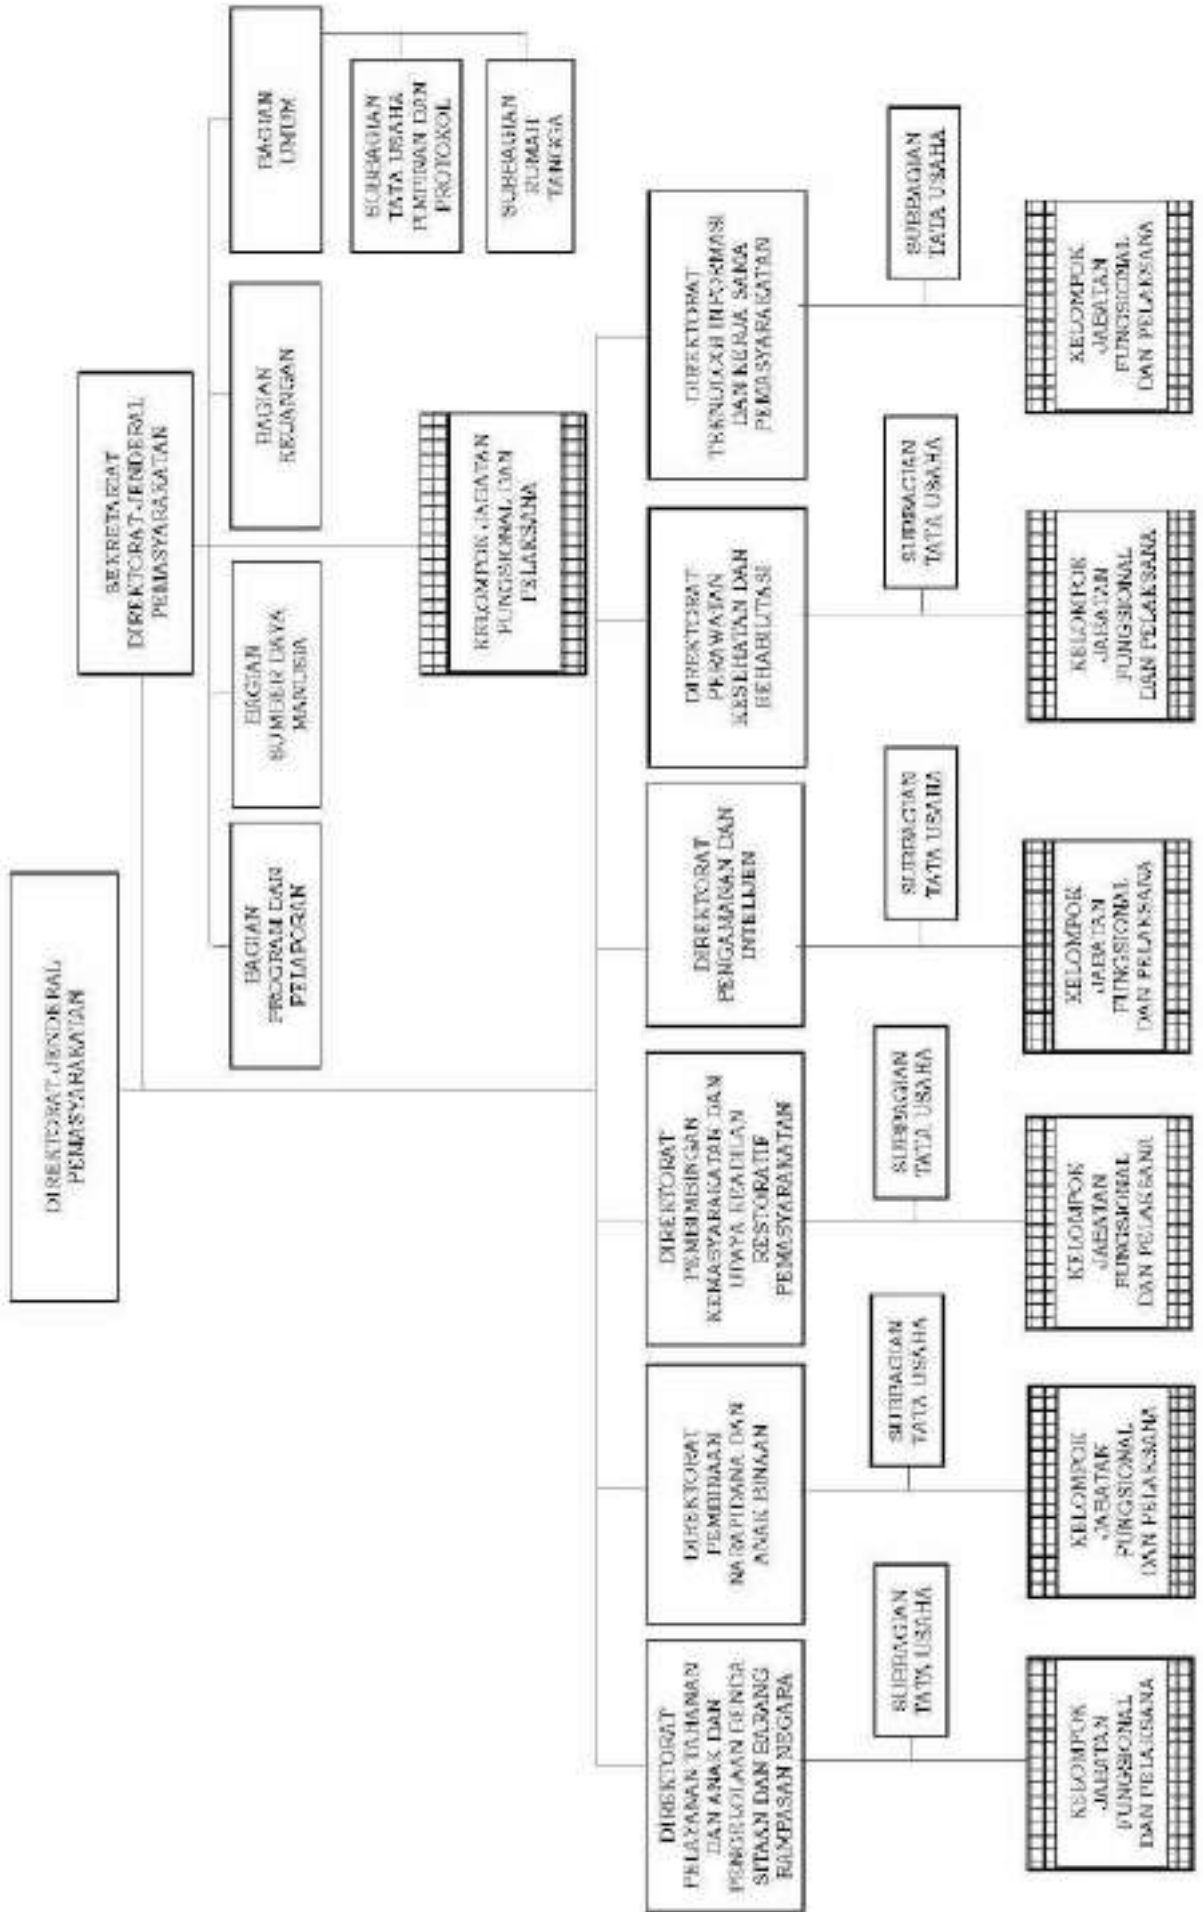 DIREKTORAT JENDERAL
PEMASYARAKATAN
SEKRETARIAT
DIREKTORAT JENDERAL
PEMASYARAKATAN
BAGIAN
PROGRAM DAN
PELAPORAN
BAGIAN
SUMBER DAYA
MANUSIA
BAGIAN
KEUANGAN
BAGIAN
UMUM
SUBBAGIAN
TATA USAHA
PIMPINAN DAN
PROTOKOL
SUBBAGIAN
RUMAH
TANGGA
KELOMPOK JABATAN
FUNGSIONAL DAN
PELAKSANA
DIREKTORAT
PELAYANAN TAHANAN
DAN ANAK DAN
PENGELOLAAN BENDA
SITAAN DAN BARANG
RAMPASAN NEGARA
DIREKTORAT
PEMBINAAN
NARAPIDANA DAN
ANAK BINAAN
DIREKTORAT
PEMBIMBINGAN
KEMASYARAKATAN DAN
UPAYA KEADILAN
RESTORATIF
PEMASYARAKATAN
DIREKTORAT
PENGAMANAN DAN
INTELIJEN
DIREKTORAT
PERAWATAN
KESEHATAN DAN
REHABILITASI
DIREKTORAT
TEKNOLOGI INFORMASI
DAN KERJA SAMA
PEMASYARAKATAN
SUBBAGIAN
TATA USAHA
SUBBAGIAN
TATA USAHA
SUBBAGIAN
TATA USAHA
SUBBAGIAN
TATA USAHA
SUBBAGIAN
TATA USAHA
SUBBAGIAN
TATA USAHA
KELOMPOK
JABATAN
FUNGSIONAL
DAN PELAKSANA
KELOMPOK
JABATAN
FUNGSIONAL
DAN PELAKSANA
KELOMPOK
JABATAN
FUNGSIONAL
DAN PELAKSANA
KELOMPOK
JABATAN
FUNGSIONAL
DAN PELAKSANA
KELOMPOK
JABATAN
FUNGSIONAL
DAN PELAKSANA
KELOMPOK
JABATAN
FUNGSIONAL
DAN PELAKSANA